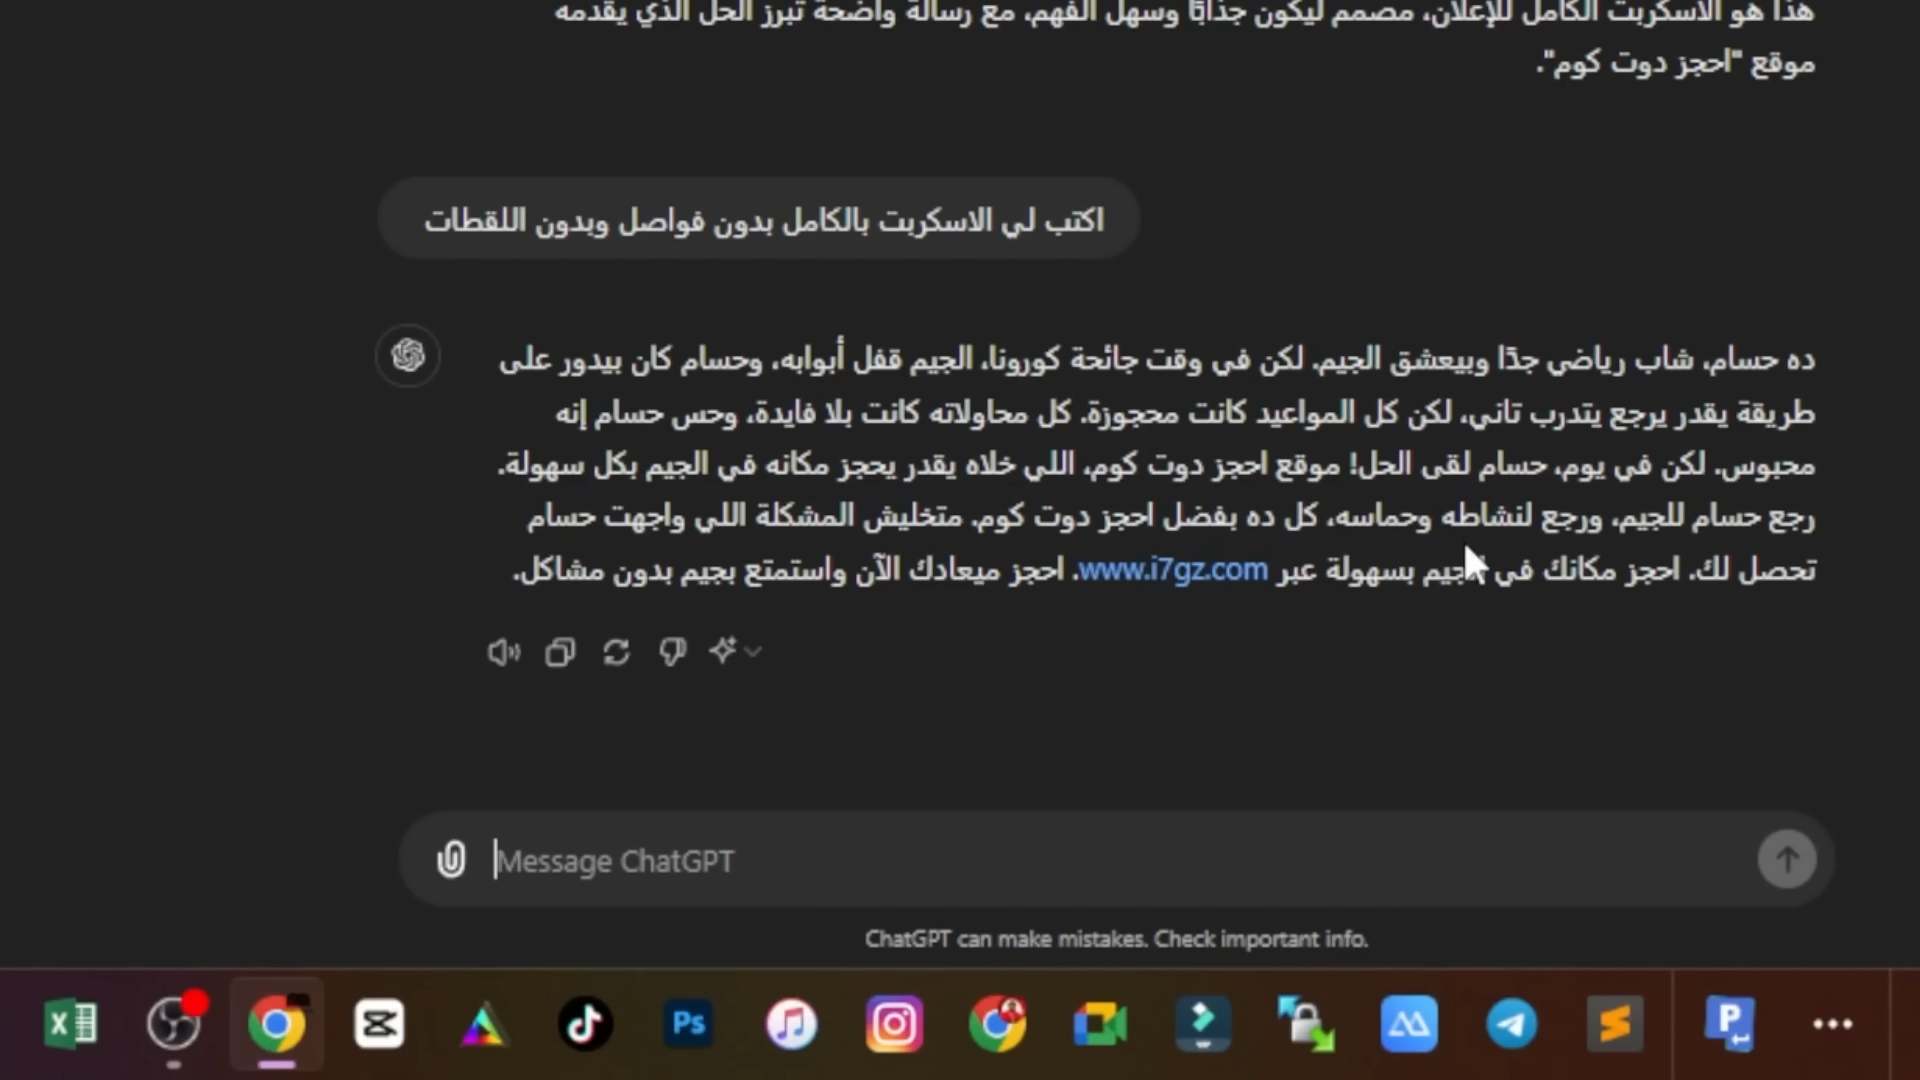 هذا هو الاسكربت الكامل للإعلان، مصمم ليكون جذابًا وسهل الفهم، مع رسالة واضحة تبرز الحل الذي يقدمه
موقع "احجز دوت كوم".
اكتب لي الاسكربت بالكامل بدون فواصل وبدون اللقطات
ده حسام، شاب رياضي جدًا وبيعشق الجيم. لكن في وقت جائحة كورونا، الجيم قفل أبوابه، وحسام كان بيدور على
طريقة يقدر يرجع يتدرب تاني، لكن كل المواعيد كانت محجوزة. كل محاولاته كانت بلا فايدة، وحس حسام إنه
محبوس. لكن في يوم، حسام لقى الحل! موقع احجز دوت كوم، اللي خلاه يقدر يحجز مكانه في الجيم بكل سهولة.
رجع حسام للجيم، ورجع لنشاطه وحماسه، كل ده بفضل احجز دوت كوم. متخليش المشكلة اللي واجهت حسام
تحصل لك. احجز مكانك في الجيم بسهولة عبر www.i7gz.com. احجز ميعادك الآن واستمتع بجيم بدون مشاكل.
Message ChatGPT
ChatGPT can make mistakes. Check important info.
Ps